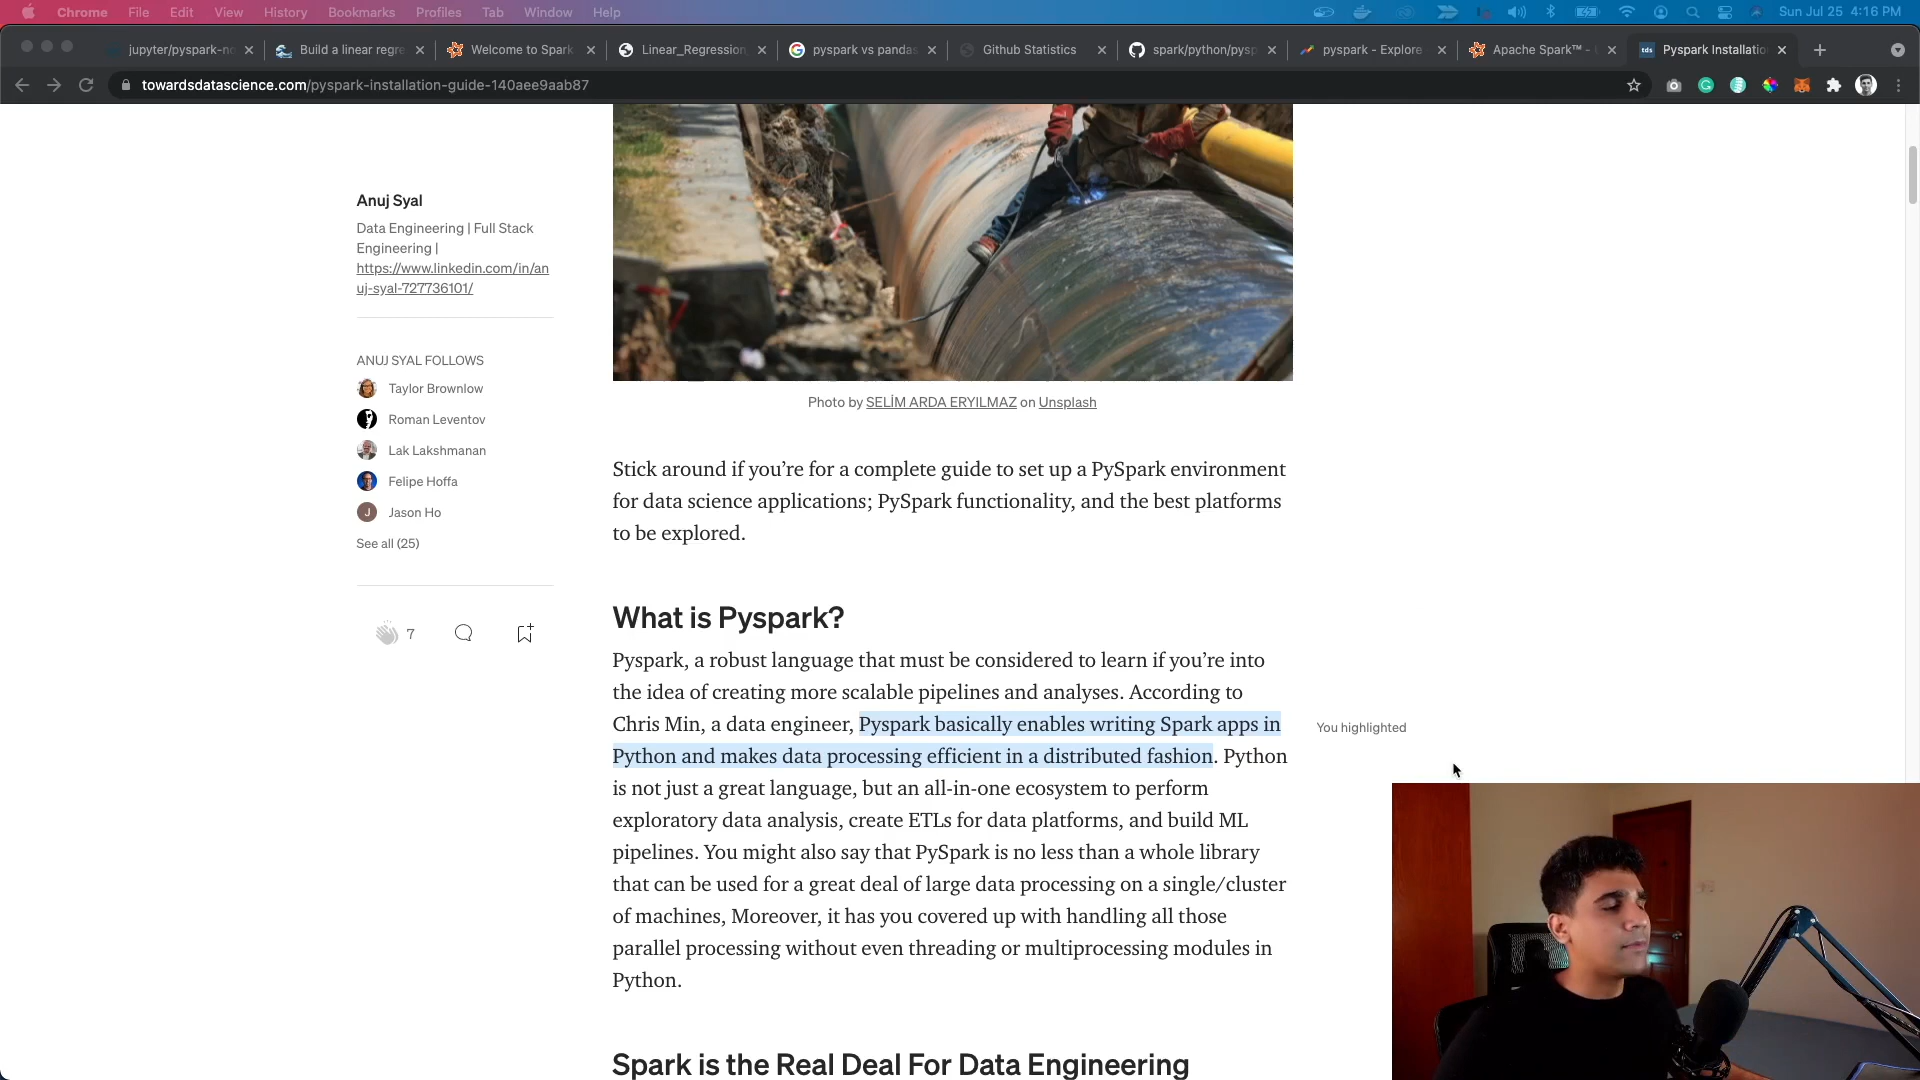 Chrome File Edit View History Bookmarks Profiles Tab Window Help
Sun Jul 25 4:16 PM
jupyter/pyspark-no
Build a linear regre
Welcome to Spark
Linear_Regression
pyspark vs pandas
Github Statistics
spark/python/pysp
pyspark - Explore
Apache Spark™ -
tds Pyspark Installatio
towardsdatascience.com/pyspark-installation-guide-140aee9aab87
Anuj Syal
Data Engineering | Full Stack
Engineering |
https://www.linkedin.com/in/an
uj-syal-727736101/
ANUJ SYAL FOLLOWS
Taylor Brownlow
Roman Leventov
Lak Lakshmanan
Felipe Hoffa
J Jason Ho
See all (25)
7
Photo by SELİM ARDA ERYILMAZ on Unsplash
Stick around if you’re for a complete guide to set up a PySpark environment
for data science applications; PySpark functionality, and the best platforms
to be explored.
What is Pyspark?
Pyspark, a robust language that must be considered to learn if you’re into
the idea of creating more scalable pipelines and analyses. According to
Chris Min, a data engineer, Pyspark basically enables writing Spark apps in
Python and makes data processing efficient in a distributed fashion. Python
is not just a great language, but an all-in-one ecosystem to perform
exploratory data analysis, create ETLs for data platforms, and build ML
pipelines. You might also say that PySpark is no less than a whole library
that can be used for a great deal of large data processing on a single/cluster
of machines, Moreover, it has you covered up with handling all those
parallel processing without even threading or multiprocessing modules in
Python.
You highlighted
Spark is the Real Deal For Data Engineering